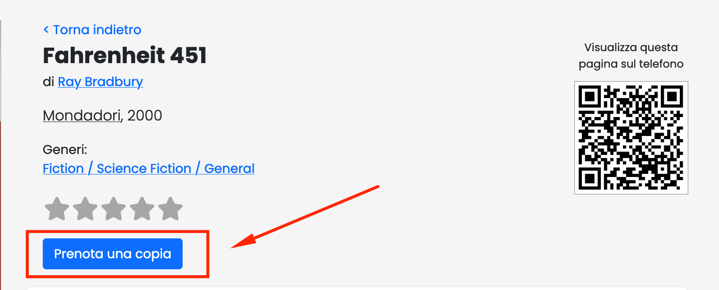 < Torna indietro
Fahrenheit 451
di Ray Bradbury
Mondadori, 2000
Generi:
Fiction / Science Fiction / General
Prenota una copia
Visualizza questa
pagina sul telefono